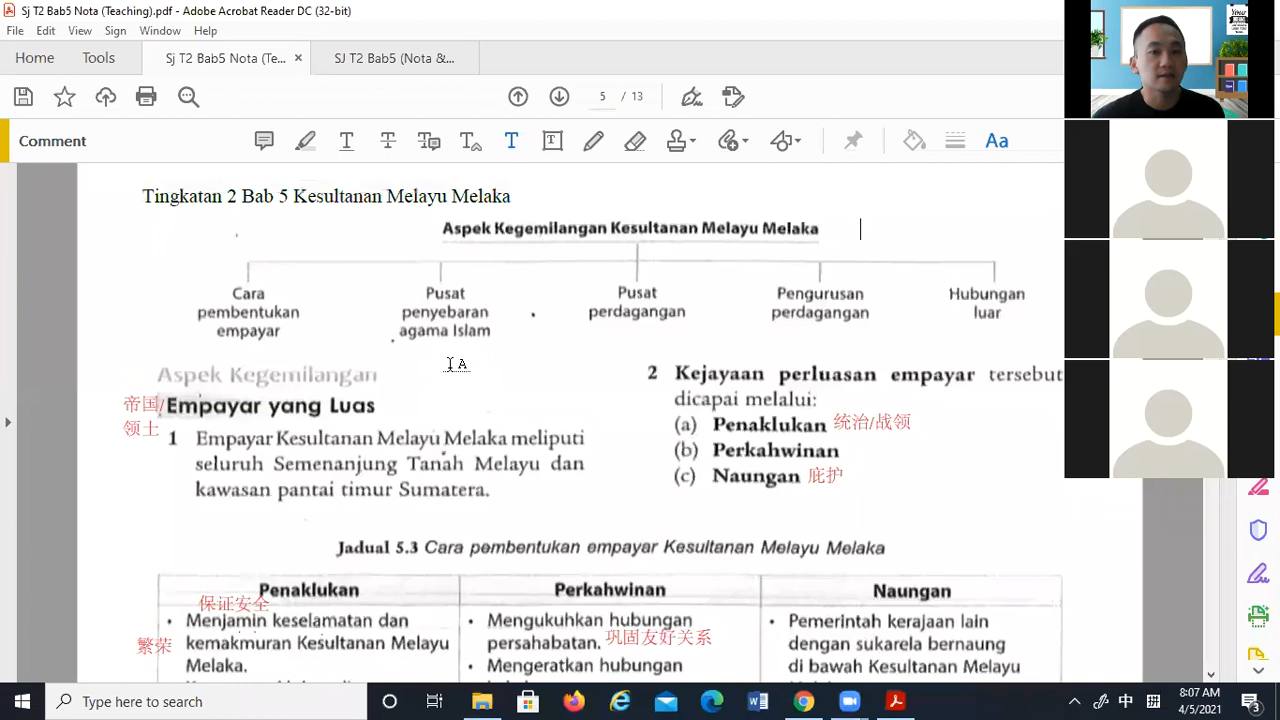 Sj T2 Bab5 Nota (Teaching).pdf - Adobe Acrobat Reader DC (32-bit)
File Edit View Sign Window Help
Home Tools Sj T2 Bab5 Nota (Te... × SJ T2 Bab5 (Nota &...
5 / 13
Comment
Aa
Tingkatan 2 Bab 5 Kesultanan Melayu Melaka
Aspek Kegemilangan Kesultanan Melayu Melaka
Cara pembentukan empayar
Pusat penyebaran agama Islam
Pusat perdagangan
Pengurusan perdagangan
Hubungan luar
Aspek Kegemilangan
帝国/
领土
Empayar yang Luas
1 Empayar Kesultanan Melayu Melaka meliputi
seluruh Semenanjung Tanah Melayu dan
kawasan pantai timur Sumatera.
2 Kejayaan perluasan empayar tersebut
dicapai melalui:
(a) Penaklukan 统治/战领
(b) Perkahwinan
(c) Naungan 庇护
Jadual 5.3 Cara pembentukan empayar Kesultanan Melayu Melaka
Penaklukan
保证安全
• Menjamin keselamatan dan
繁荣 kemakmuran Kesultanan Melayu
Melaka.
Perkahwinan
• Mengukuhkan hubungan
persahabatan. 巩固友好关系
• Mengeratkan hubungan
Naungan
• Pemerintah kerajaan lain
dengan sukarela bernaung
di bawah Kesultanan Melayu
Type here to search
中
拼
8:07 AM
4/5/2021
3